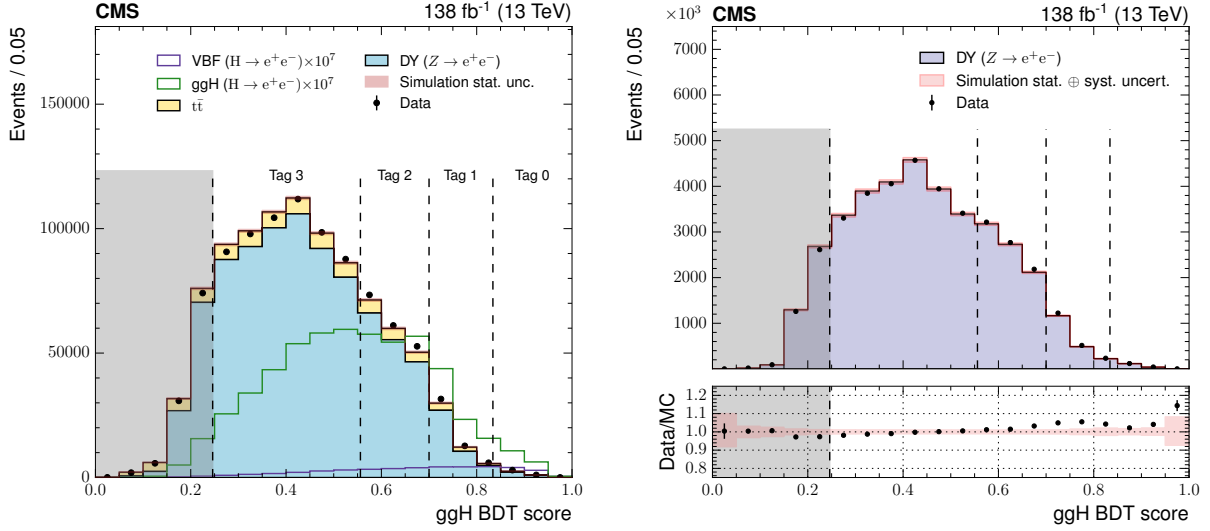 CMS 138 fb⁻¹ (13 TeV)
Events / 0.05
VBF (H → e⁺e⁻)×10⁷
ggH (H → e⁺e⁻)×10⁷
tt̄
DY (Z → e⁺e⁻)
Simulation stat. unc.
Data
Tag 3 Tag 2 Tag 1 Tag 0
150000
100000
50000
0
0.0 0.2 0.4 0.6 0.8 1.0
ggH BDT score
CMS 138 fb⁻¹ (13 TeV)
×10³
Events / 0.05
DY (Z → e⁺e⁻)
Simulation stat. ⊕ syst. uncert.
Data
7000
6000
5000
4000
3000
2000
1000
Data/MC
1.2
1.1
1.0
0.9
0.8
0.0 0.2 0.4 0.6 0.8 1.0
ggH BDT score